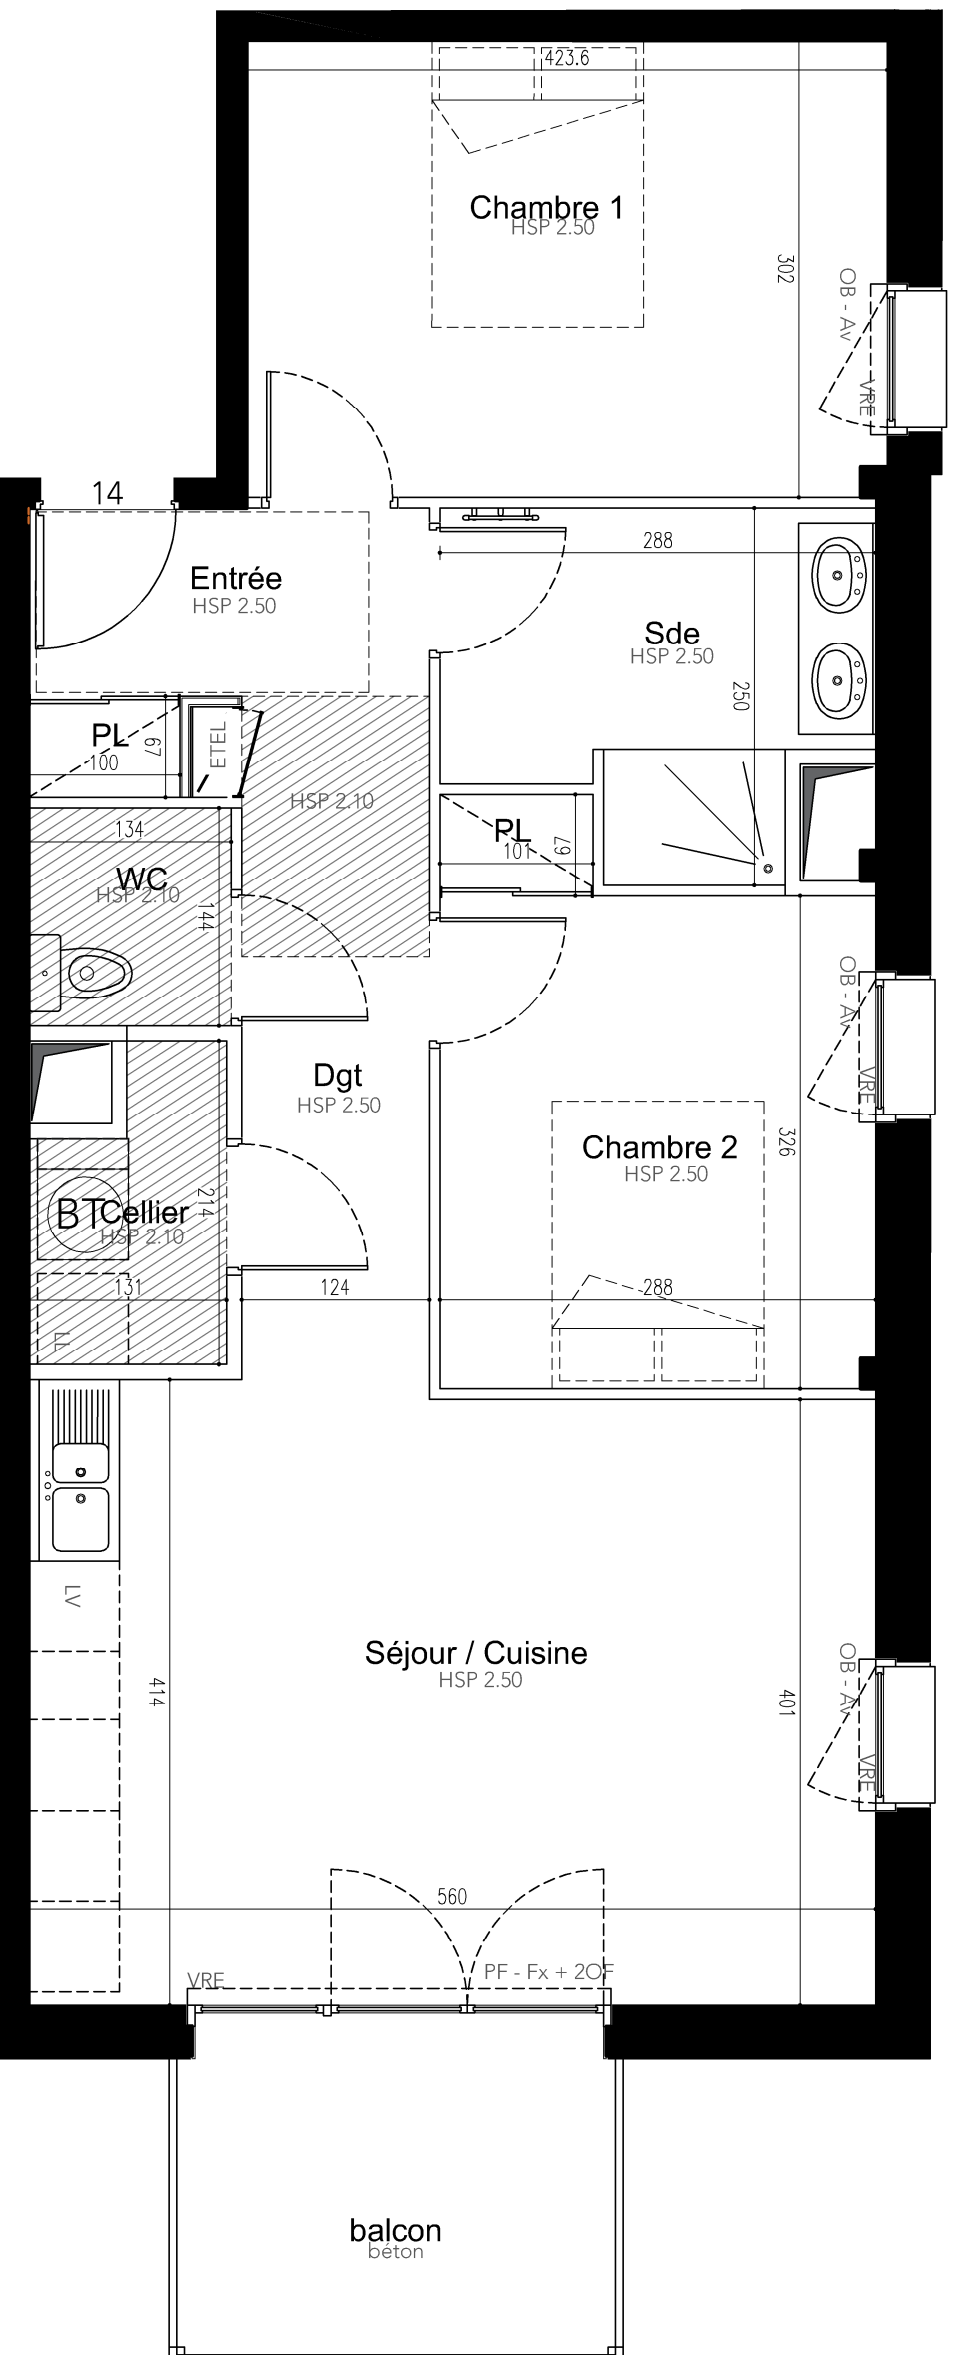 423.6
Chambre 1
HSP 2.50
302
OB - Av
VRE
14
288
Entrée
HSP 2.50
Sde
HSP 2.50
250
PL
67
ETEL
100
HSP 2.10
134
PL
101
67
WC
HSP 2.10
144
OB - Av
VRE
Dgt
HSP 2.50
Chambre 2
HSP 2.50
326
BT
Cellier
HSP 2.10
214
131
124
288
LL
LV
Séjour / Cuisine
HSP 2.50
OB - Av
VRE
414
401
560
VRE
PF - Fx + 2OF
balcon
béton